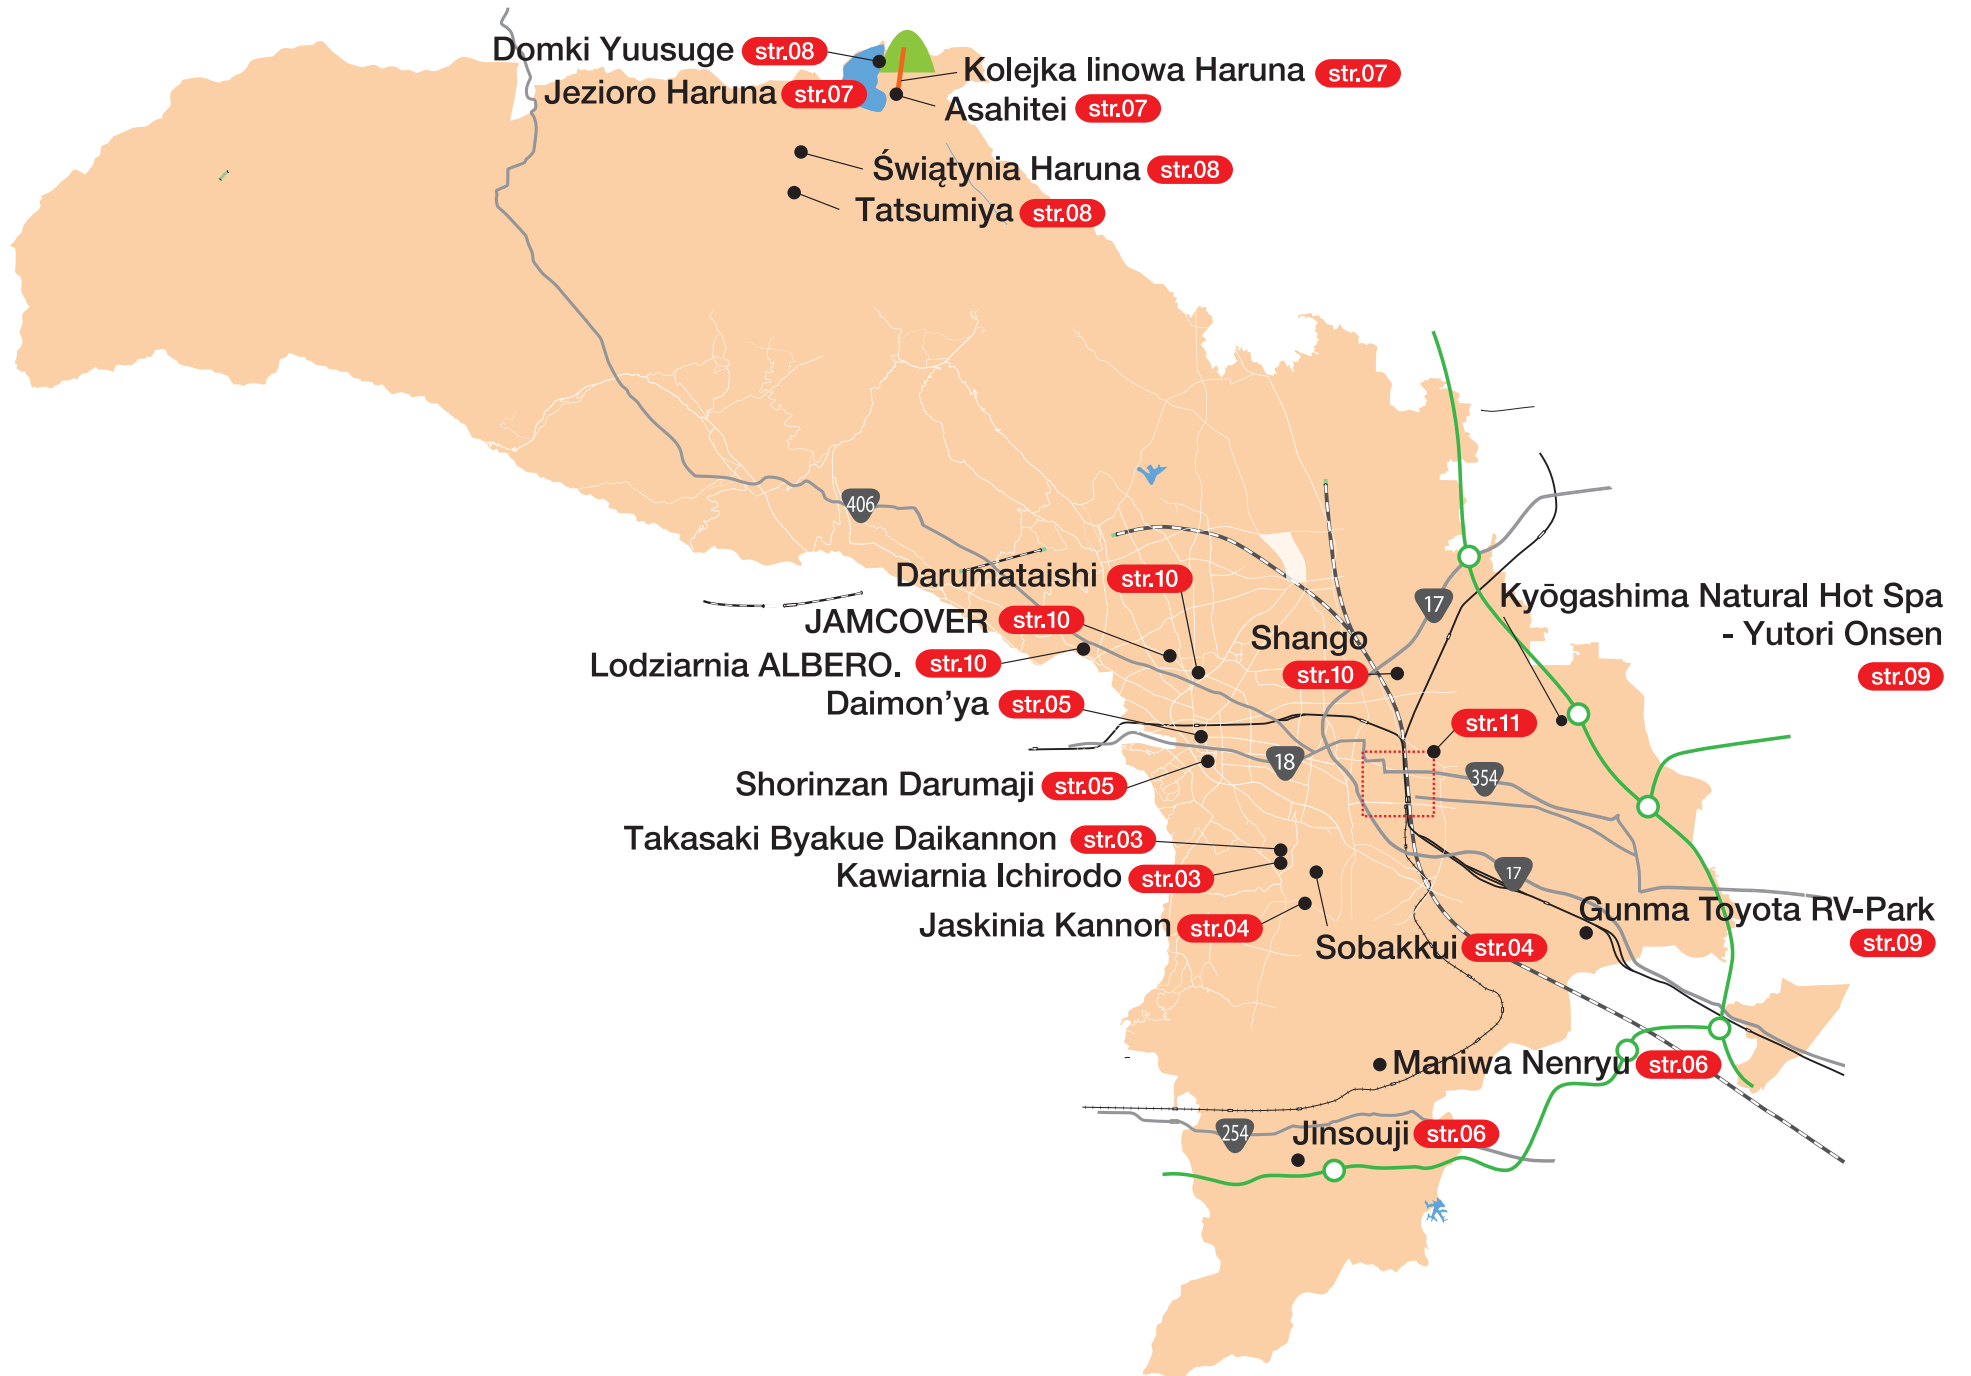 Domki Yuusuge str.08
Kolejka linowa Haruna str.07
Jezioro Haruna str.07
Asahitei str.07
Świątynia Haruna str.08
Tatsumiya str.08
406
Darumataishi str.10
17
Kyōgashima Natural Hot Spa
- Yutori Onsen
str.09
JAMCOVER str.10
Shango
str.10
Lodziarnia ALBERO. str.10
Daimon'ya str.05
str.11
18
354
Shorinzan Darumaji str.05
Takasaki Byakue Daikannon str.03
Kawiarnia Ichirodo str.03
17
Gunma Toyota RV-Park
str.09
Jaskinia Kannon str.04
Sobakkui str.04
Maniwa Nenryu str.06
254
Jinsouji str.06